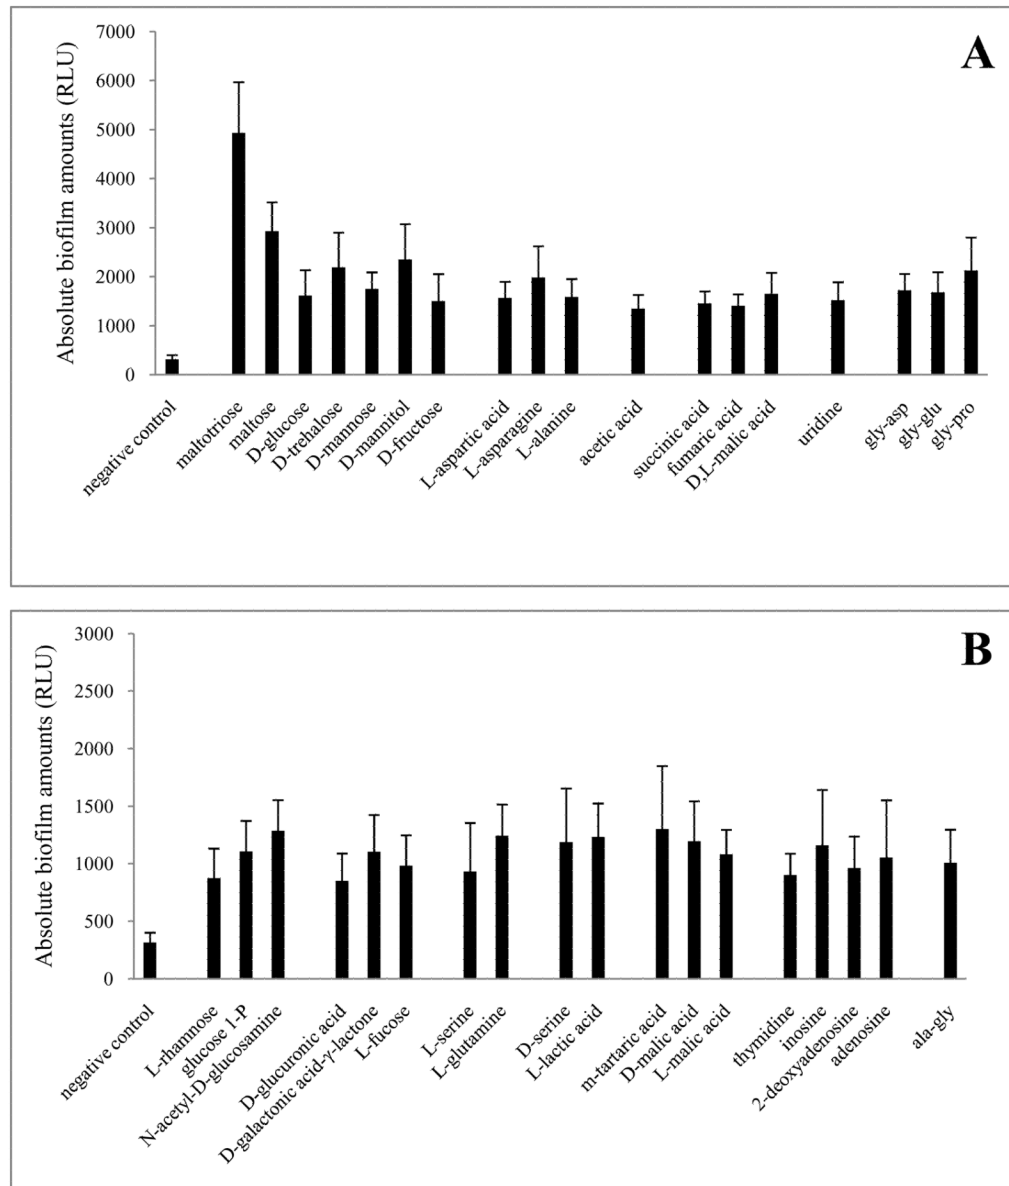 A
Absolute biofilm amounts (RLU)
7000
6000
5000
4000
3000
2000
1000
0
negative control
maltotriose
maltose
D-glucose
D-trehalose
D-mannose
D-mannitol
D-fructose
L-aspartic acid
L-asparagine
L-alanine
acetic acid
succinic acid
fumaric acid
D,L-malic acid
uridine
gly-asp
gly-glu
gly-pro
B
Absolute biofilm amounts (RLU)
3000
2500
2000
1500
1000
500
0
negative control
L-rhamnose
glucose 1-P
N-acetyl-D-glucosamine
D-glucuronic acid
D-galactonic acid-γ-lactone
L-fucose
L-serine
L-glutamine
D-serine
L-lactic acid
m-tartaric acid
D-malic acid
L-malic acid
thymidine
inosine
2-deoxyadenosine
adenosine
ala-gly